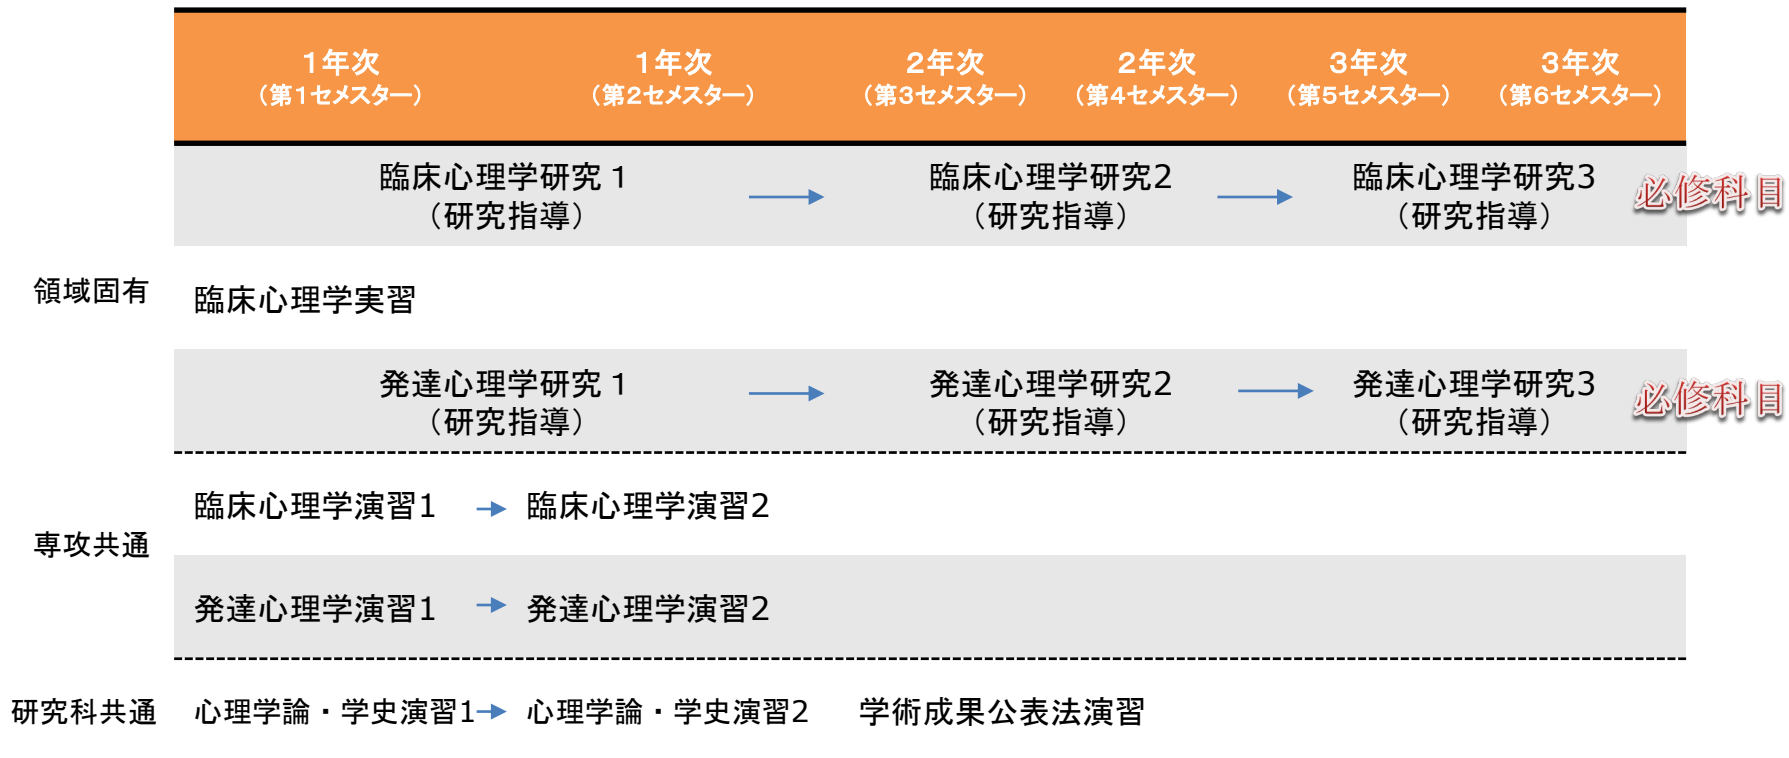 １年次 １年次 ２年次 ２年次 ３年次 ３年次
（第１セメスター） （第２セメスター） （第３セメスター） （第４セメスター） （第５セメスター） （第６セメスター）
臨床心理学研究１ 臨床心理学研究2 臨床心理学研究3 必修科目
（研究指導） （研究指導） （研究指導）
領域固有 臨床心理学実習
発達心理学研究１ 発達心理学研究2 発達心理学研究3 必修科目
（研究指導） （研究指導） （研究指導）
臨床心理学演習1 臨床心理学演習2
専攻共通
発達心理学演習1 発達心理学演習2
研究科共通 心理学論・学史演習1 心理学論・学史演習2 学術成果公表法演習